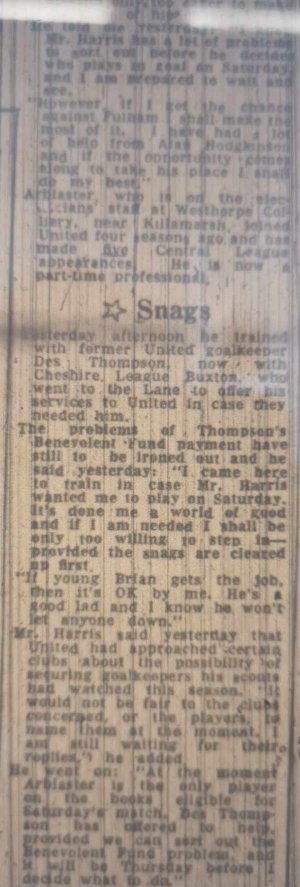 only, too eager to make
of him
He told me yesterday:
Mr. Harris has a lot of problems
to sort out before he decides
who plays in goal on Saturday,
and I am prepared to wait and
see.
"However, if I get the chance
against Fulham I shall make the
most of it. I have had a lot
of help from Alan Hodgkinson
and if the opportunity comes
along to take his place I shall
do my best."
Arblaster, who is on the elec-
tricians' staff at Westhorpe Col-
liery, near Killamarsh, joined
United four seasons ago and has
made five Central League
appearances. He is now a
part-time professional.
☆ Snags
Yesterday afternoon he trained
with former United goalkeeper
Des Thompson, now with
Cheshire League Buxton, who
went to the Lane to offer his
services to United in case they
needed him.
The problems of Thompson's
Benevolent Fund payment have
still to be ironed out and he
said yesterday: "I came here
to train in case Mr. Harris
wanted me to play on Saturday.
It's done me a world of good
and if I am needed I shall be
only too willing to step in—
provided the snags are cleared
up first.
"If young Brian gets the job,
then it's OK by me. He's a
good lad and I know he won't
let anyone down."
Mr. Harris said yesterday that
United had approached certain
clubs about the possibility of
securing goalkeepers his scouts
had watched this season. "It
would not be fair to the clubs
concerned, or the players, to
name them at the moment. I
am still waiting for their
replies," he added.
He went on: "At the moment
Arblaster is the only player
on the books eligible for
Saturday's match. Des Thomp-
son has offered to help,
provided we can sort out the
Benevolent Fund problem, and
it will be Thursday before I
decide what to do."